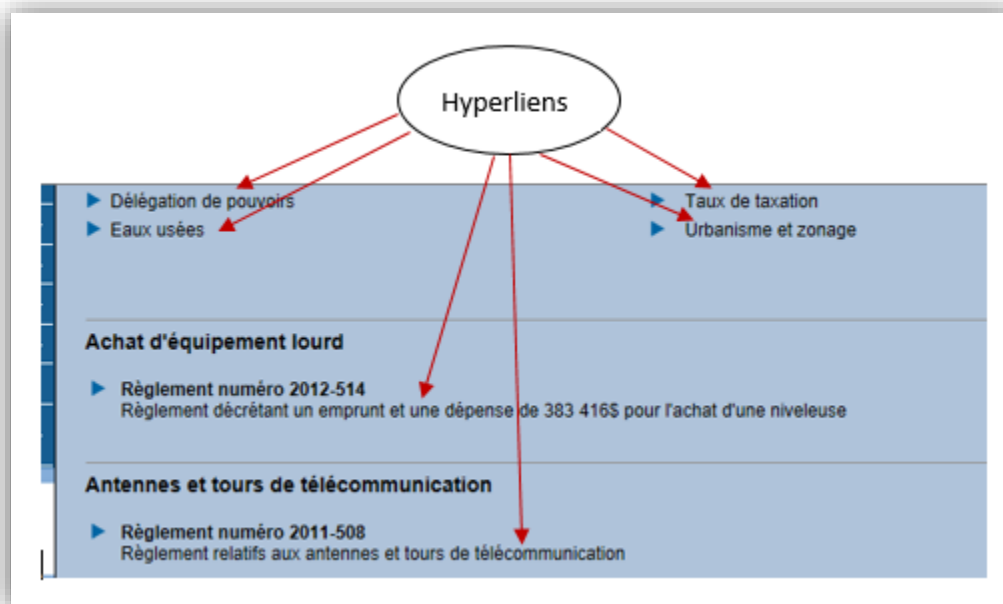 Hyperliens
Délégation de pouvoirs
Taux de taxation
Eaux usées
Urbanisme et zonage
Achat d'équipement lourd
Règlement numéro 2012-514
Règlement décrétant un emprunt et une dépense de 383 416$ pour l'achat d'une niveleuse
Antennes et tours de télécommunication
Règlement numéro 2011-508
Règlement relatifs aux antennes et tours de télécommunication